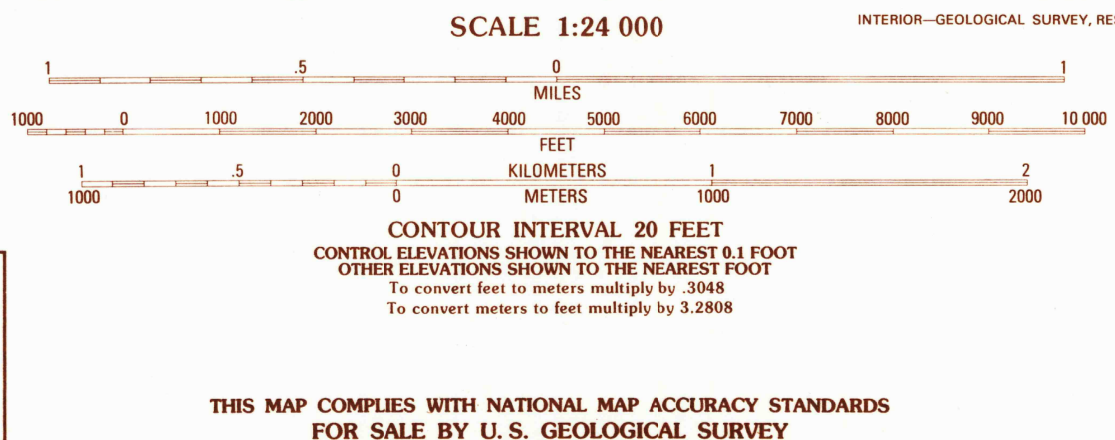 SCALE 1:24 000
INTERIOR—GEOLOGICAL SURVEY,
1 .5 0 1
MILES
1000 0 1000 2000 3000 4000 5000 6000 7000 8000 9000 10 000
FEET
1 .5 0 KILOMETERS 1 2
1000 0 METERS 1000 2000
CONTOUR INTERVAL 20 FEET
CONTROL ELEVATIONS SHOWN TO THE NEAREST 0.1 FOOT
OTHER ELEVATIONS SHOWN TO THE NEAREST FOOT
To convert feet to meters multiply by .3048
To convert meters to feet multiply by 3.2808
THIS MAP COMPLIES WITH NATIONAL MAP ACCURACY STANDARDS
FOR SALE BY U. S. GEOLOGICAL SURVEY